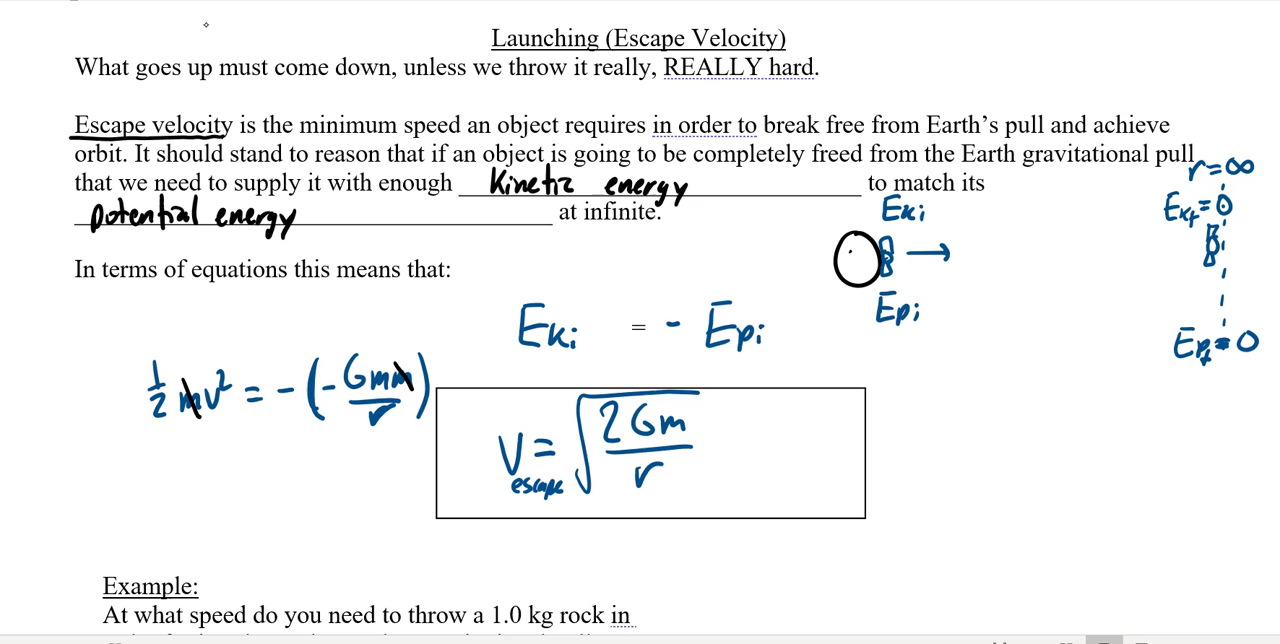 Launching (Escape Velocity)
What goes up must come down, unless we throw it really, REALLY hard.
Escape velocity is the minimum speed an object requires in order to break free from Earth's pull and achieve
orbit. It should stand to reason that if an object is going to be completely freed from the Earth gravitational pull
that we need to supply it with enough Kinetic energy to match its
potential energy at infinite.
r=∞
Eki
Ekf=0
Epi
Epf=0
In terms of equations this means that:
Eki = - Epi
1/2 mv² = -(-Gmm/r)
Vescape = √(2Gm/r)
Example:
At what speed do you need to throw a 1.0 kg rock in